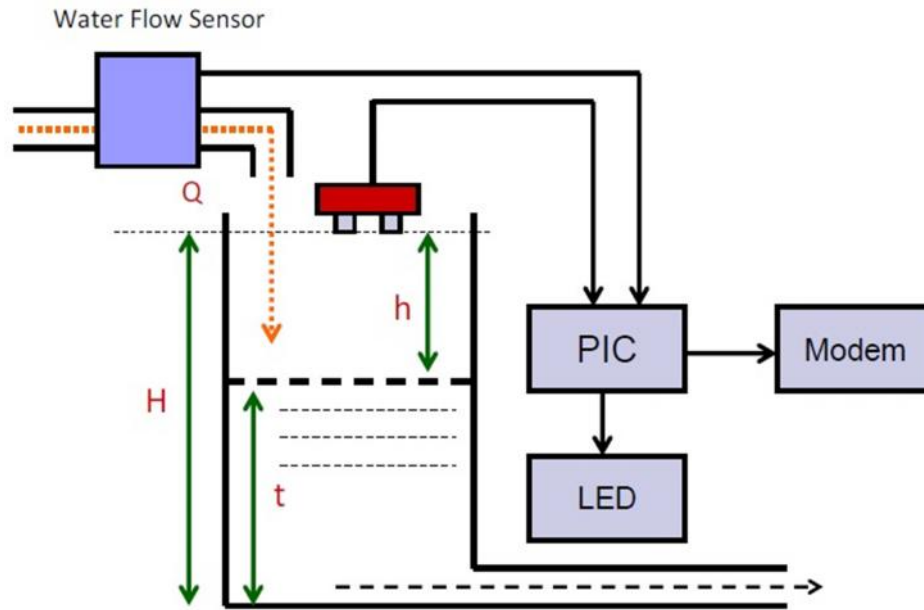 Water Flow Sensor
Q
h
H
t
PIC
Modem
LED